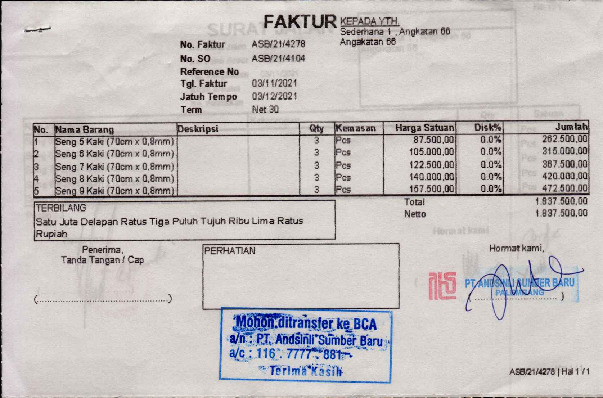 FAKTUR
KEPADA YTH.
Sederhana 1 , Angkatan 66
Angakatan 66
No. Faktur ASB/21/4278
No. SO ASB/21/4104
Reference No
Tgl. Faktur 03/11/2021
Jatuh Tempo 03/12/2021
Term Net 30
No. Nama Barang Deskripsi Qty Kemasan Harga Satuan Disk% Jumlah
1 Seng 5 Kaki (70cm x 0,8mm) 3 Pcs 87.500,00 0.0% 262.500,00
2 Seng 6 Kaki (70cm x 0,8mm) 3 Pcs 105.000,00 0.0% 315.000,00
3 Seng 7 Kaki (70cm x 0,8mm) 3 Pcs 122.500,00 0.0% 367.500,00
4 Seng 8 Kaki (70cm x 0,8mm) 3 Pcs 140.000,00 0.0% 420.000,00
5 Seng 9 Kaki (70cm x 0,8mm) 3 Pcs 157.500,00 0.0% 472.500,00
Total 1.837.500,00
Netto 1.837.500,00
TERBILANG
Satu Juta Delapan Ratus Tiga Puluh Tujuh Ribu Lima Ratus
Rupiah
Penerima,
Tanda Tangan / Cap
PERHATIAN
Hormat kami,
PT. ANDSINII SUMBER BARU
PALEMBANG
Mohon ditransfer ke BCA
a/n : PT. Andsinii Sumber Baru
a/c : 116 . 7777 . 881
Terima Kasih
ASB/21/4278 | Hal 1 / 1